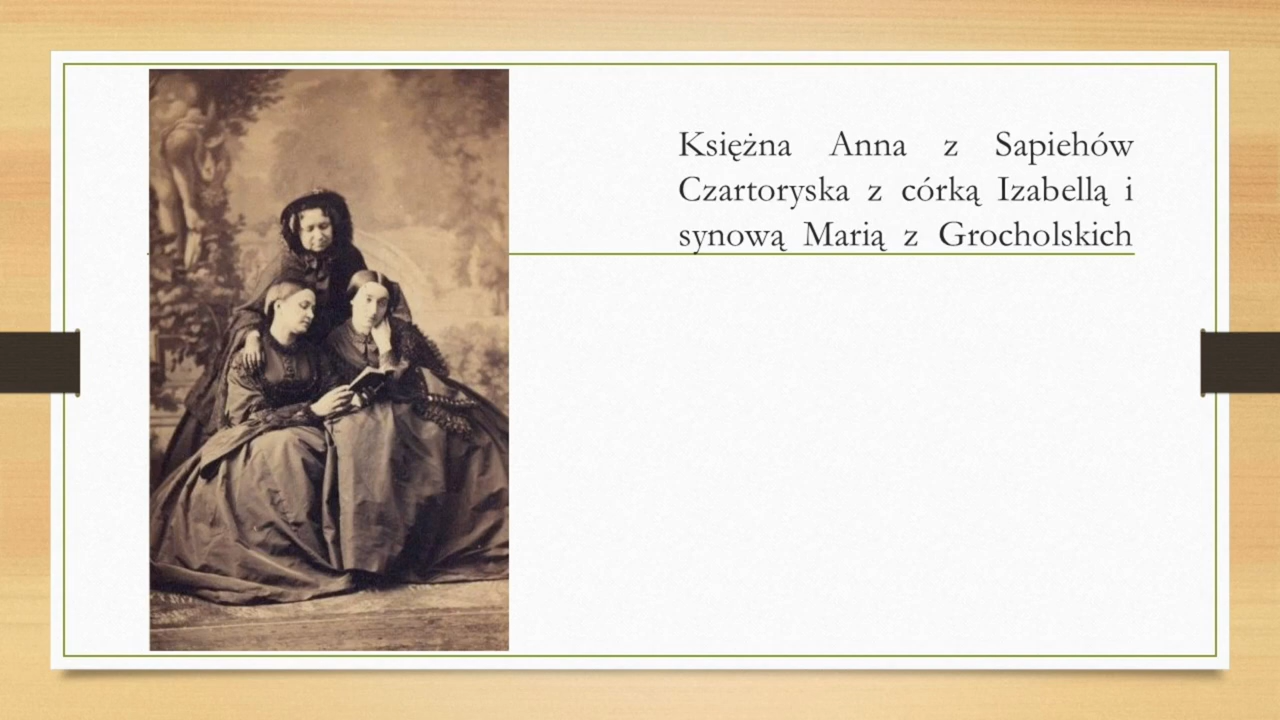 Księżna Anna z Sapiehów
Czartoryska z córką Izabellą i
synową Marią z Grocholskich